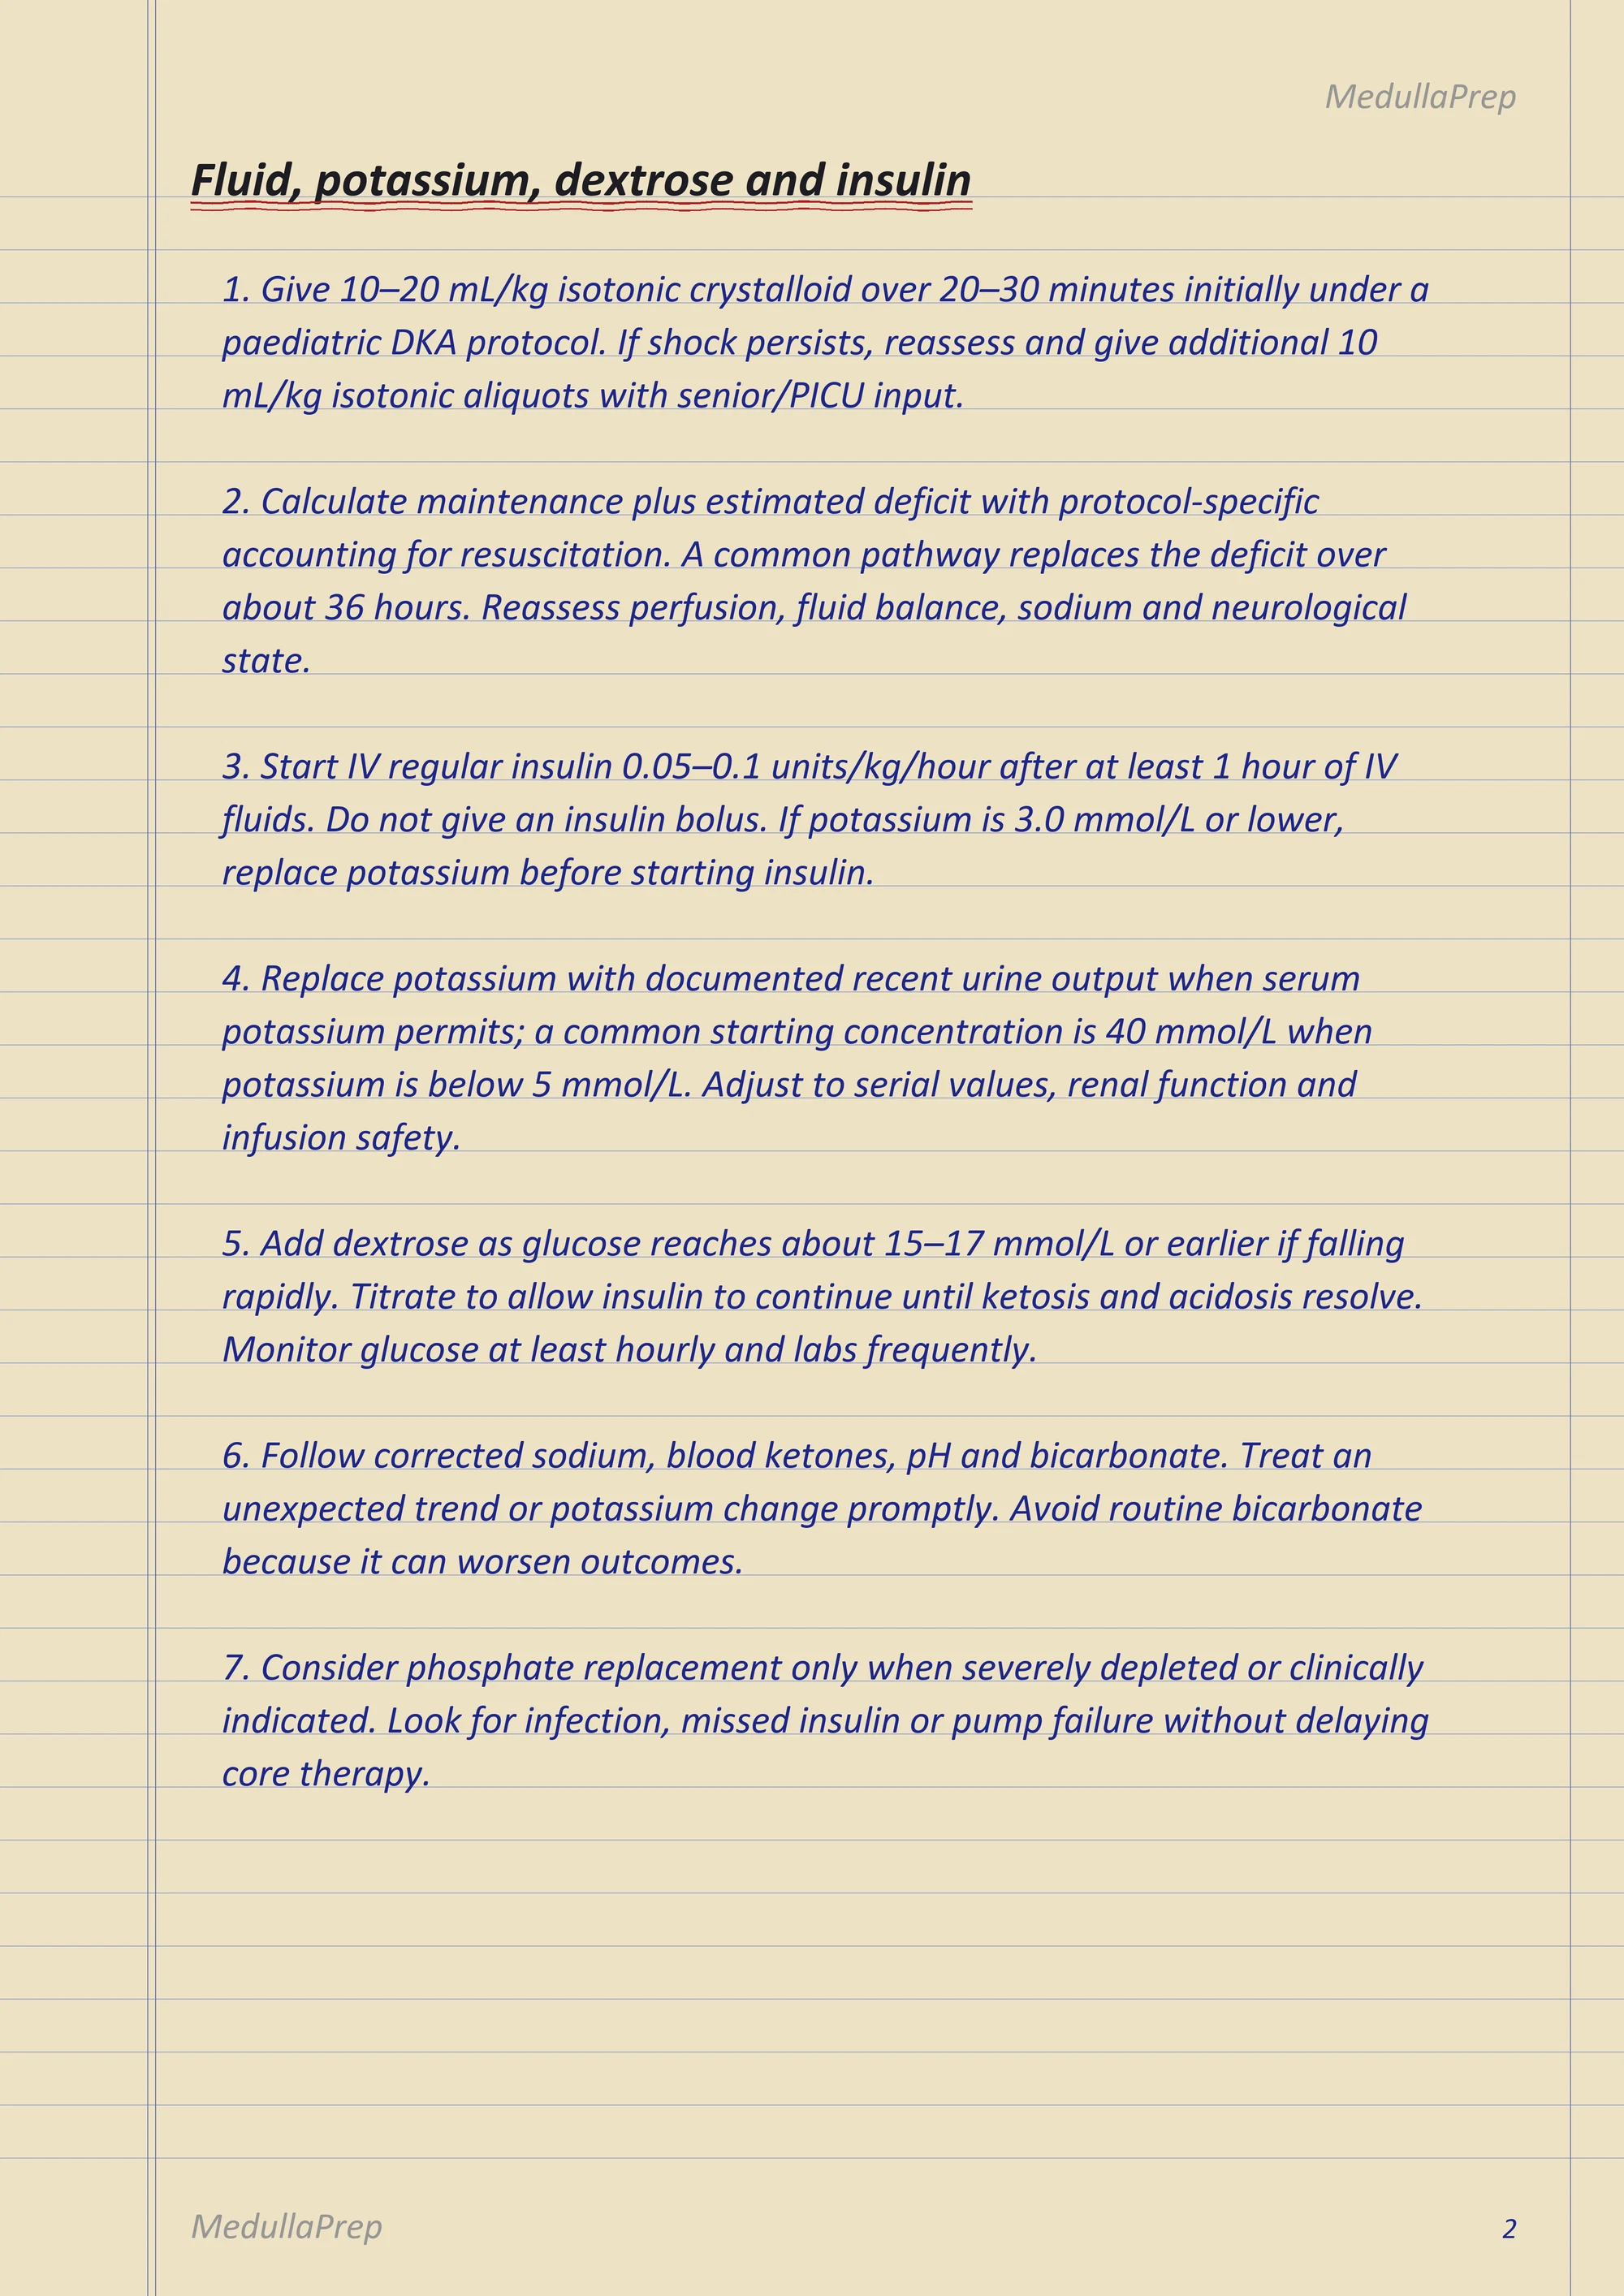 MedullaPrep
Fluid, potassium, dextrose and insulin
1. Give 10–20 mL/kg isotonic crystalloid over 20–30 minutes initially under a
paediatric DKA protocol. If shock persists, reassess and give additional 10
mL/kg isotonic aliquots with senior/PICU input.
2. Calculate maintenance plus estimated deficit with protocol-specific
accounting for resuscitation. A common pathway replaces the deficit over
about 36 hours. Reassess perfusion, fluid balance, sodium and neurological
state.
3. Start IV regular insulin 0.05–0.1 units/kg/hour after at least 1 hour of IV
fluids. Do not give an insulin bolus. If potassium is 3.0 mmol/L or lower,
replace potassium before starting insulin.
4. Replace potassium with documented recent urine output when serum
potassium permits; a common starting concentration is 40 mmol/L when
potassium is below 5 mmol/L. Adjust to serial values, renal function and
infusion safety.
5. Add dextrose as glucose reaches about 15–17 mmol/L or earlier if falling
rapidly. Titrate to allow insulin to continue until ketosis and acidosis resolve.
Monitor glucose at least hourly and labs frequently.
6. Follow corrected sodium, blood ketones, pH and bicarbonate. Treat an
unexpected trend or potassium change promptly. Avoid routine bicarbonate
because it can worsen outcomes.
7. Consider phosphate replacement only when severely depleted or clinically
indicated. Look for infection, missed insulin or pump failure without delaying
core therapy.
MedullaPrep
2